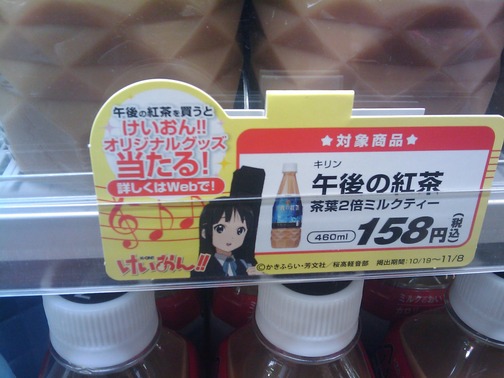 午後の紅茶を買うと
けいおん!!
オリジナルグッズ
当たる!
詳しくはWebで!
K-ON!
けいおん!!
★対象商品★
キリン
午後の紅茶
茶葉2倍ミルクティー
460ml
158円(税込)
©かきふらい・芳文社/桜高軽音部 掲出期間:10/19〜11/8